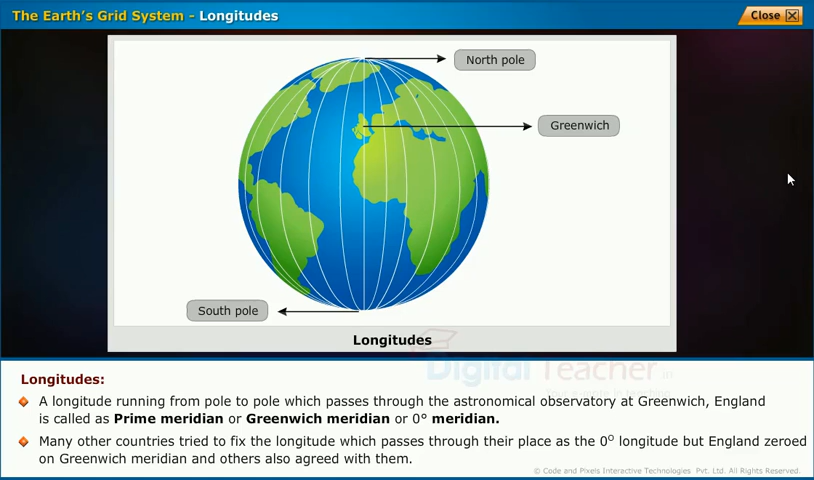 The Earth's Grid System - Longitudes
Close
North pole
Greenwich
South pole
Longitudes
Digital Teacher
Longitudes:
A longitude running from pole to pole which passes through the astronomical observatory at Greenwich, England
is called as Prime meridian or Greenwich meridian or 0° meridian.
Many other countries tried to fix the longitude which passes through their place as the 0⁰ longitude but England zeroed
on Greenwich meridian and others also agreed with them.
© Code and Pixels Interactive Technologies Pvt. Ltd. All Rights Reserved.